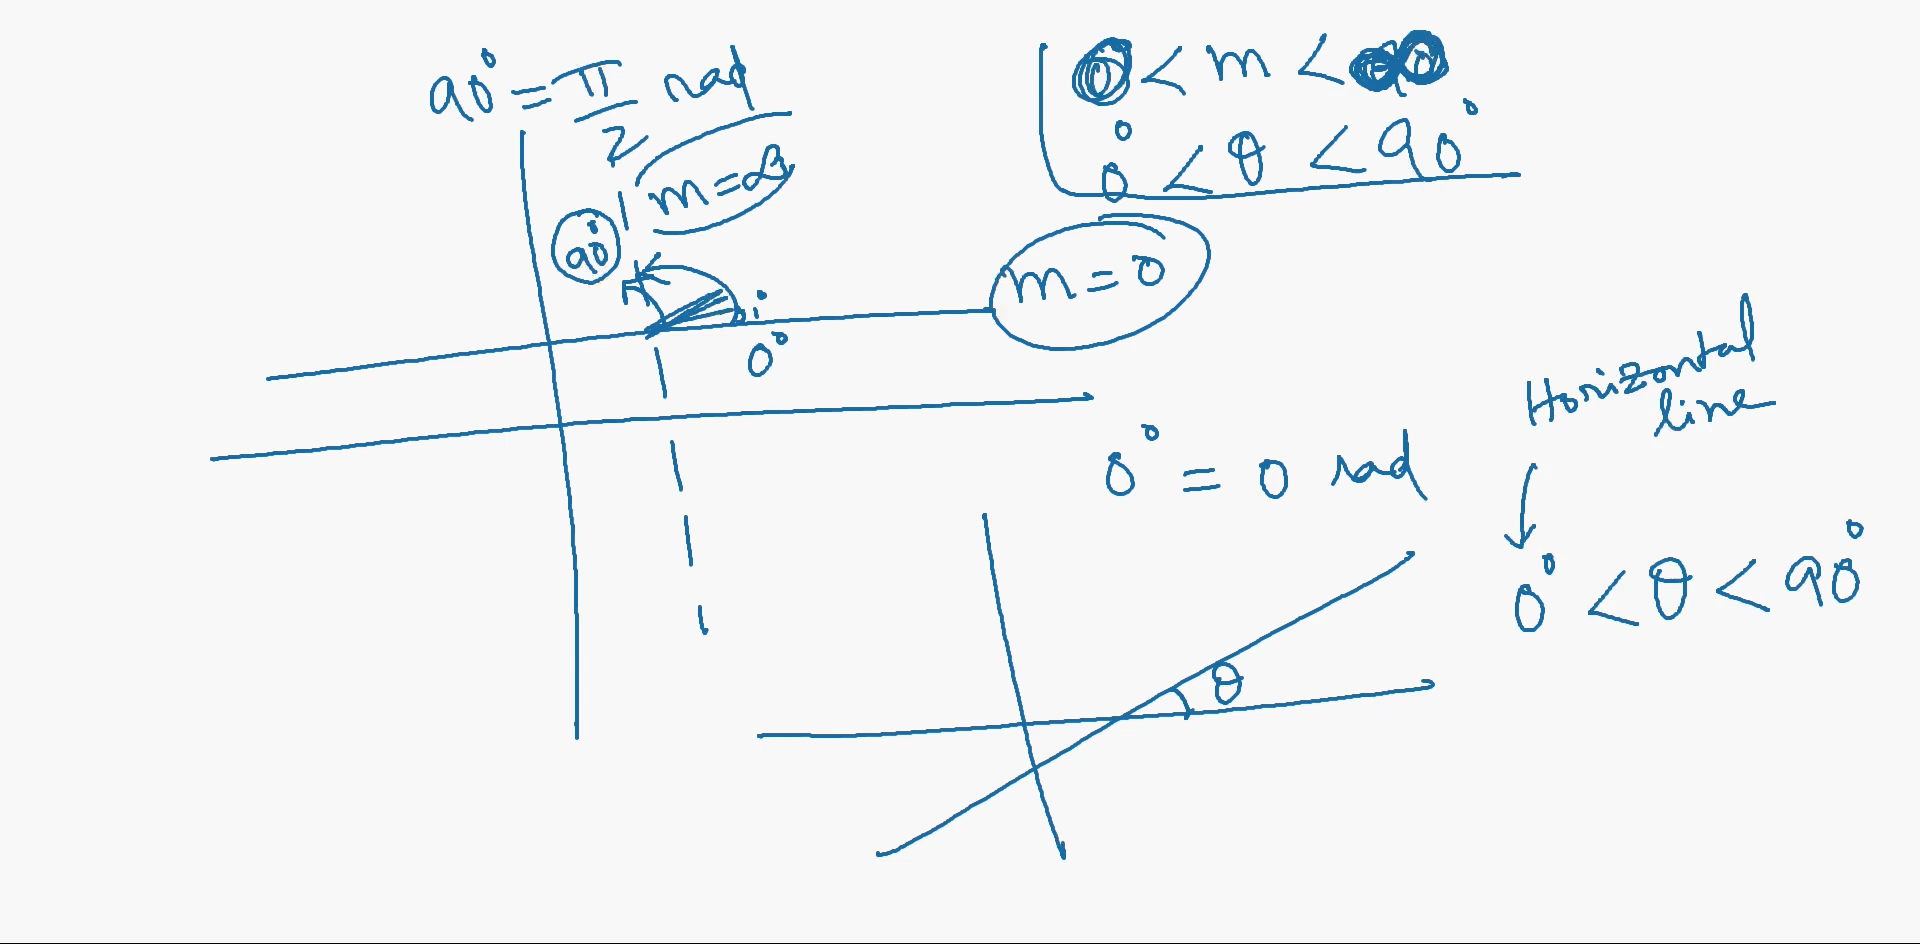 90° = π/2 rad
m = ∞
90°
0°
0 < m <
0° < θ < 90°
m = 0
0° = 0 rad
Horizontal
line
0° < θ < 90°
θ